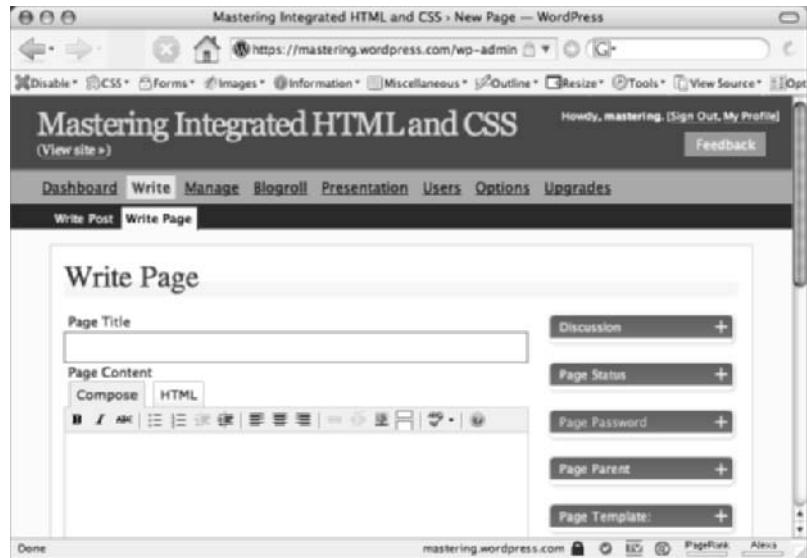 Mastering Integrated HTML and CSS › New Page — WordPress
https://mastering.wordpress.com/wp-admin
Disable CSS Forms Images Information Miscellaneous Outline Resize Tools View Source Opt
Mastering Integrated HTML and CSS
Howdy, mastering. [Sign Out, My Profile]
(View site »)
Feedback
Dashboard Write Manage Blogroll Presentation Users Options Upgrades
Write Post Write Page
Write Page
Page Title
Discussion
Page Content
Page Status
Compose HTML
B I ABC
Page Password
Page Parent
Page Template:
Done mastering.wordpress.com PageRank Alexa